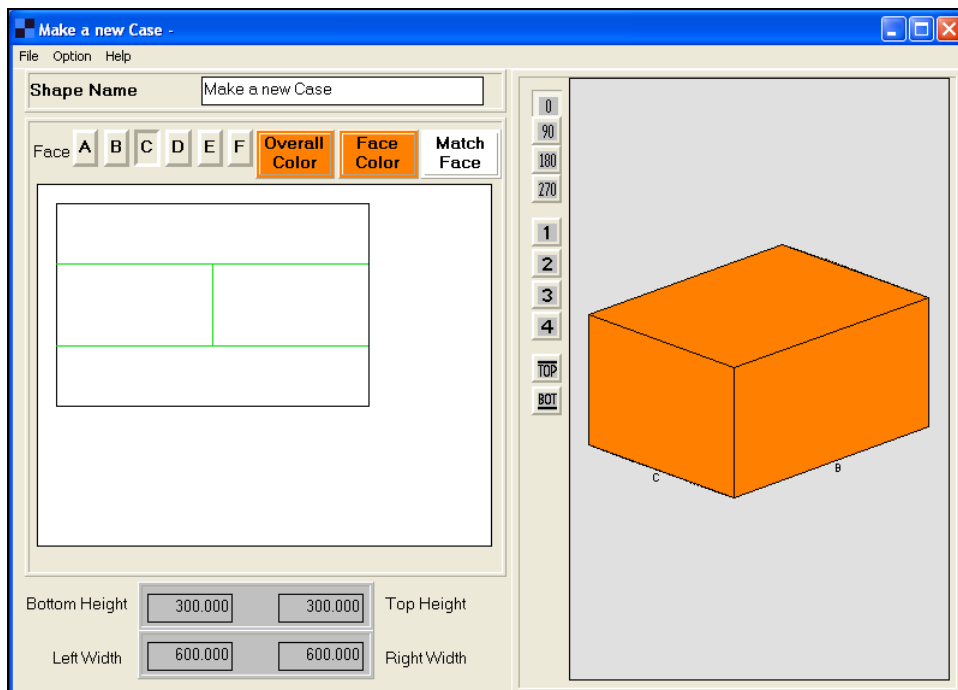 Make a new Case -
File Option Help
Shape Name Make a new Case
Face A B C D E F Overall Color Face Color Match Face
0
90
180
270
1
2
3
4
TOP
BOT
C B
Bottom Height 300.000 300.000 Top Height
Left Width 600.000 600.000 Right Width